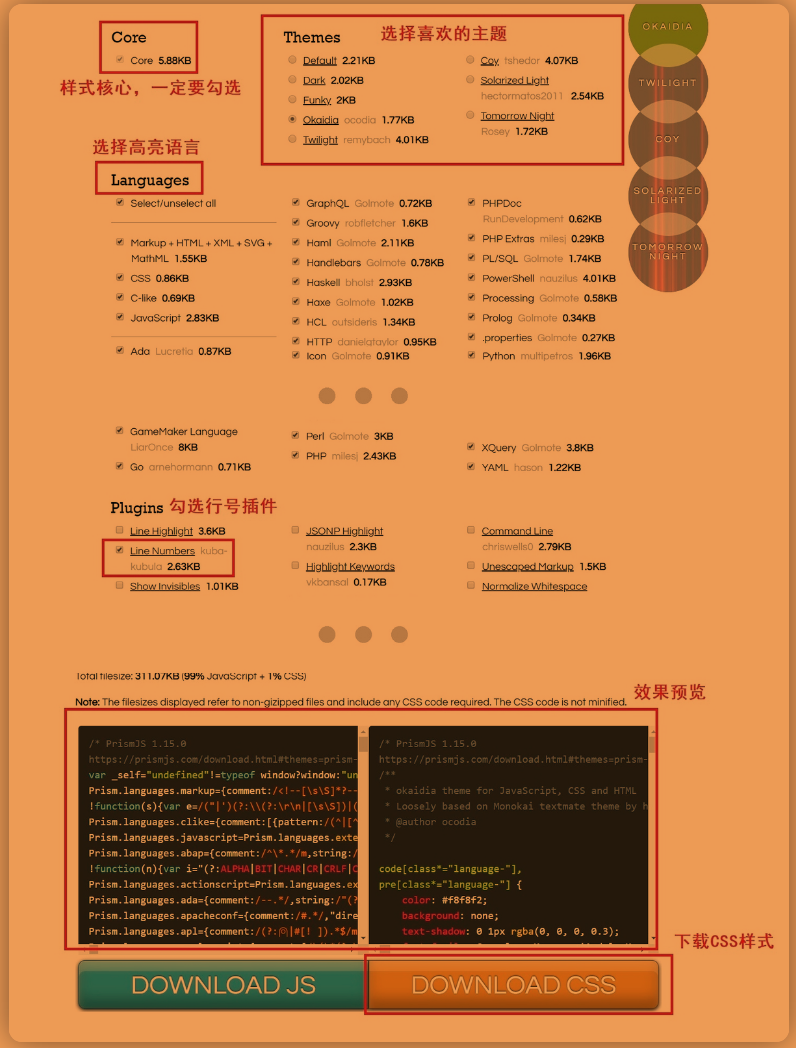 Core
Core 5.88KB
样式核心，一定要勾选
Themes
选择喜欢的主题
Default 2.21KB
Dark 2.02KB
Funky 2KB
Okaidia ocodia 1.77KB
Twilight remybach 4.01KB
Coy tshedor 4.07KB
Solarized Light
hectormatos2011 2.54KB
Tomorrow Night
Rosey 1.72KB
OKAIDIA
TWILIGHT
COY
SOLARIZED
LIGHT
TOMORROW
NIGHT
选择高亮语言
Languages
Select/unselect all
Markup + HTML + XML + SVG +
MathML 1.55KB
CSS 0.86KB
C-like 0.69KB
JavaScript 2.83KB
Ada Lucretia 0.87KB
GraphQL Golmote 0.72KB
Groovy robfletcher 1.6KB
Haml Golmote 2.11KB
Handlebars Golmote 0.78KB
Haskell bholst 2.93KB
Haxe Golmote 1.02KB
HCL outsideris 1.34KB
HTTP danielgtaylor 0.95KB
Icon Golmote 0.91KB
PHPDoc
RunDevelopment 0.62KB
PHP Extras milesj 0.29KB
PL/SQL Golmote 1.74KB
PowerShell nauzilus 4.01KB
Processing Golmote 0.58KB
Prolog Golmote 0.34KB
.properties Golmote 0.27KB
Python multipetros 1.96KB
GameMaker Language
LiarOnce 8KB
Go arnehormann 0.71KB
Perl Golmote 3KB
PHP milesj 2.43KB
XQuery Golmote 3.8KB
YAML hason 1.22KB
Plugins 勾选行号插件
Line Highlight 3.6KB
Line Numbers kuba-
kubula 2.63KB
Show Invisibles 1.01KB
JSONP Highlight
nauzilus 2.3KB
Highlight Keywords
vkbansal 0.17KB
Command Line
chriswells0 2.79KB
Unescaped Markup 1.5KB
Normalize Whitespace
Total filesize: 311.07KB (99% JavaScript + 1% CSS)
效果预览
Note: The filesizes displayed refer to non-gizipped files and include any CSS code required. The CSS code is not minified.
/* PrismJS 1.15.0
https://prismjs.com/download.html#themes=prism-
var _self="undefined"!=typeof window?window:"un
Prism.languages.markup={comment:/<!--[\s\S]*?--
!function(s){var e=/("|')(?:\\(?:\r\n|[\s\S])|(
Prism.languages.clike={comment:[{pattern:/(^|[^
Prism.languages.javascript=Prism.languages.exte
Prism.languages.abap={comment:/^\*.*/m,string:/
!function(n){var i="(?:ALPHA|BIT|CHAR|CR|CRLF|C
Prism.languages.actionscript=Prism.languages.ex
Prism.languages.ada={comment:/--.*/,string:/"(?
Prism.languages.apacheconf={comment:/#.*/,"dire
Prism.languages.apl={comment:/(?:⍝|#[! ]).*$/m
/* PrismJS 1.15.0
https://prismjs.com/download.html#themes=prism-
/**
* okaidia theme for JavaScript, CSS and HTML
* Loosely based on Monokai textmate theme by h
* @author ocodia
*/
code[class*="language-"],
pre[class*="language-"] {
color: #f8f8f2;
background: none;
text-shadow: 0 1px rgba(0, 0, 0, 0.3);
下载CSS样式
DOWNLOAD JS
DOWNLOAD CSS